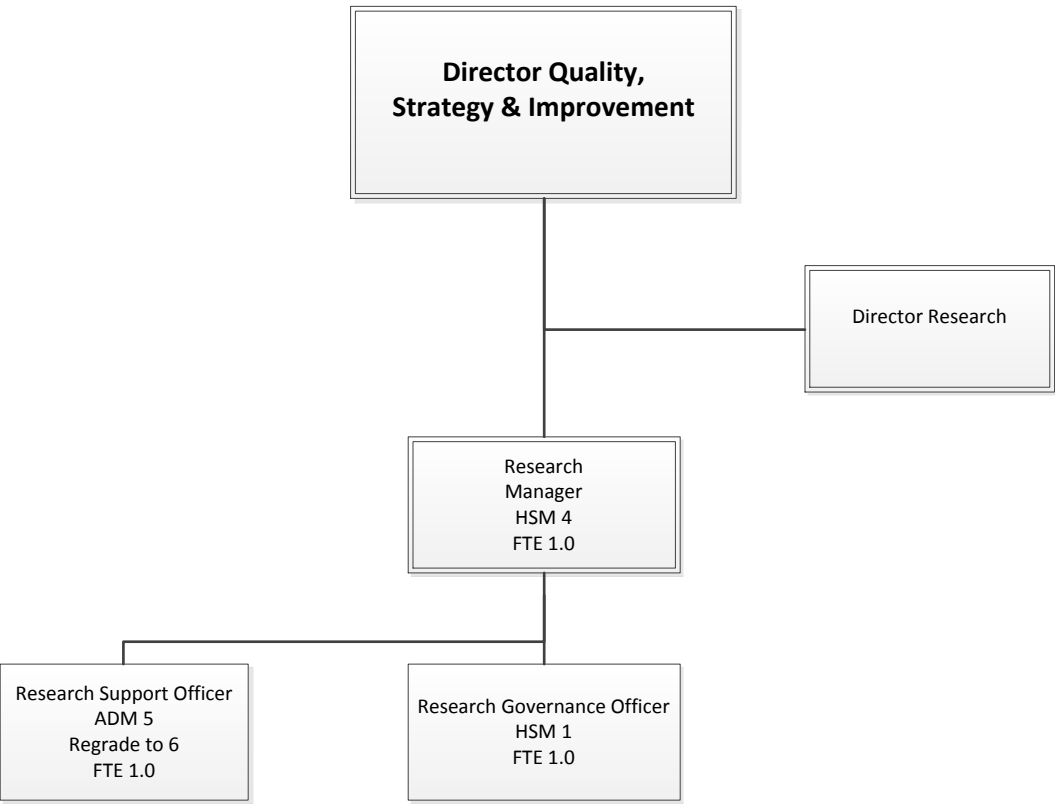 Director Quality,
Strategy & Improvement
Director Research
Research
Manager
HSM 4
FTE 1.0
Research Support Officer
ADM 5
Regrade to 6
FTE 1.0
Research Governance Officer
HSM 1
FTE 1.0